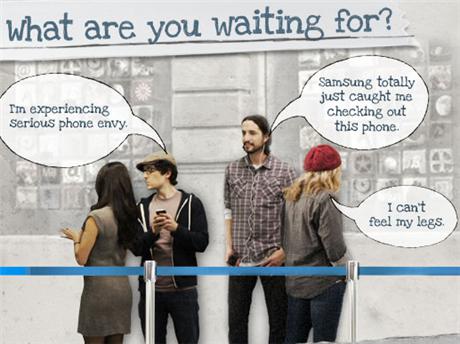 What are you waiting for?
I'm experiencing
serious phone envy.
Samsung totally
just caught me
checking out
this phone.
I can't
feel my legs.